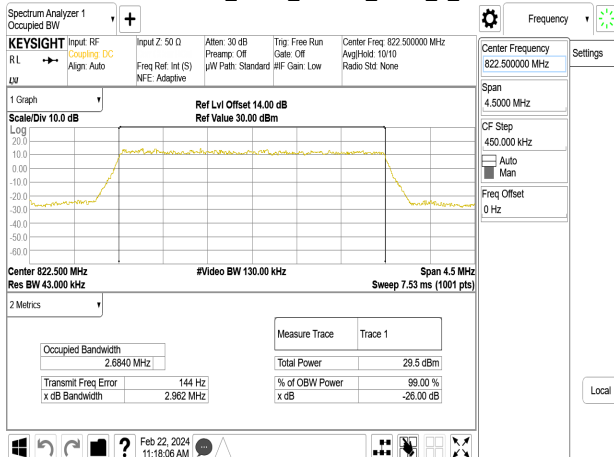 Spectrum Analyzer 1
Occupied BW
Frequency
KEYSIGHT
RL
Input: RF
Coupling: DC
Align: Auto
Input Z: 50 Ω
Freq Ref: Int (S)
NFE: Adaptive
Atten: 30 dB
Preamp: Off
µW Path: Standard
Trig: Free Run
Gate: Off
#IF Gain: Low
Center Freq: 822.500000 MHz
Avg|Hold: 10/10
Radio Std: None
Center Frequency
822.500000 MHz
Settings
Span
4.5000 MHz
CF Step
450.000 kHz
Auto
Man
Freq Offset
0 Hz
Local
1 Graph
Scale/Div 10.0 dB
Ref Lvl Offset 14.00 dB
Ref Value 30.00 dBm
Log
20.0
10.0
0.00
-10.0
-20.0
-30.0
-40.0
-50.0
-60.0
Center 822.500 MHz
Res BW 43.000 kHz
#Video BW 130.00 kHz
Span 4.5 MHz
Sweep 7.53 ms (1001 pts)
2 Metrics
Measure Trace Trace 1
Occupied Bandwidth
2.6840 MHz
Total Power 29.5 dBm
Transmit Freq Error 144 Hz
% of OBW Power 99.00 %
x dB Bandwidth 2.962 MHz
x dB -26.00 dB
?
Feb 22, 2024
11:18:06 AM